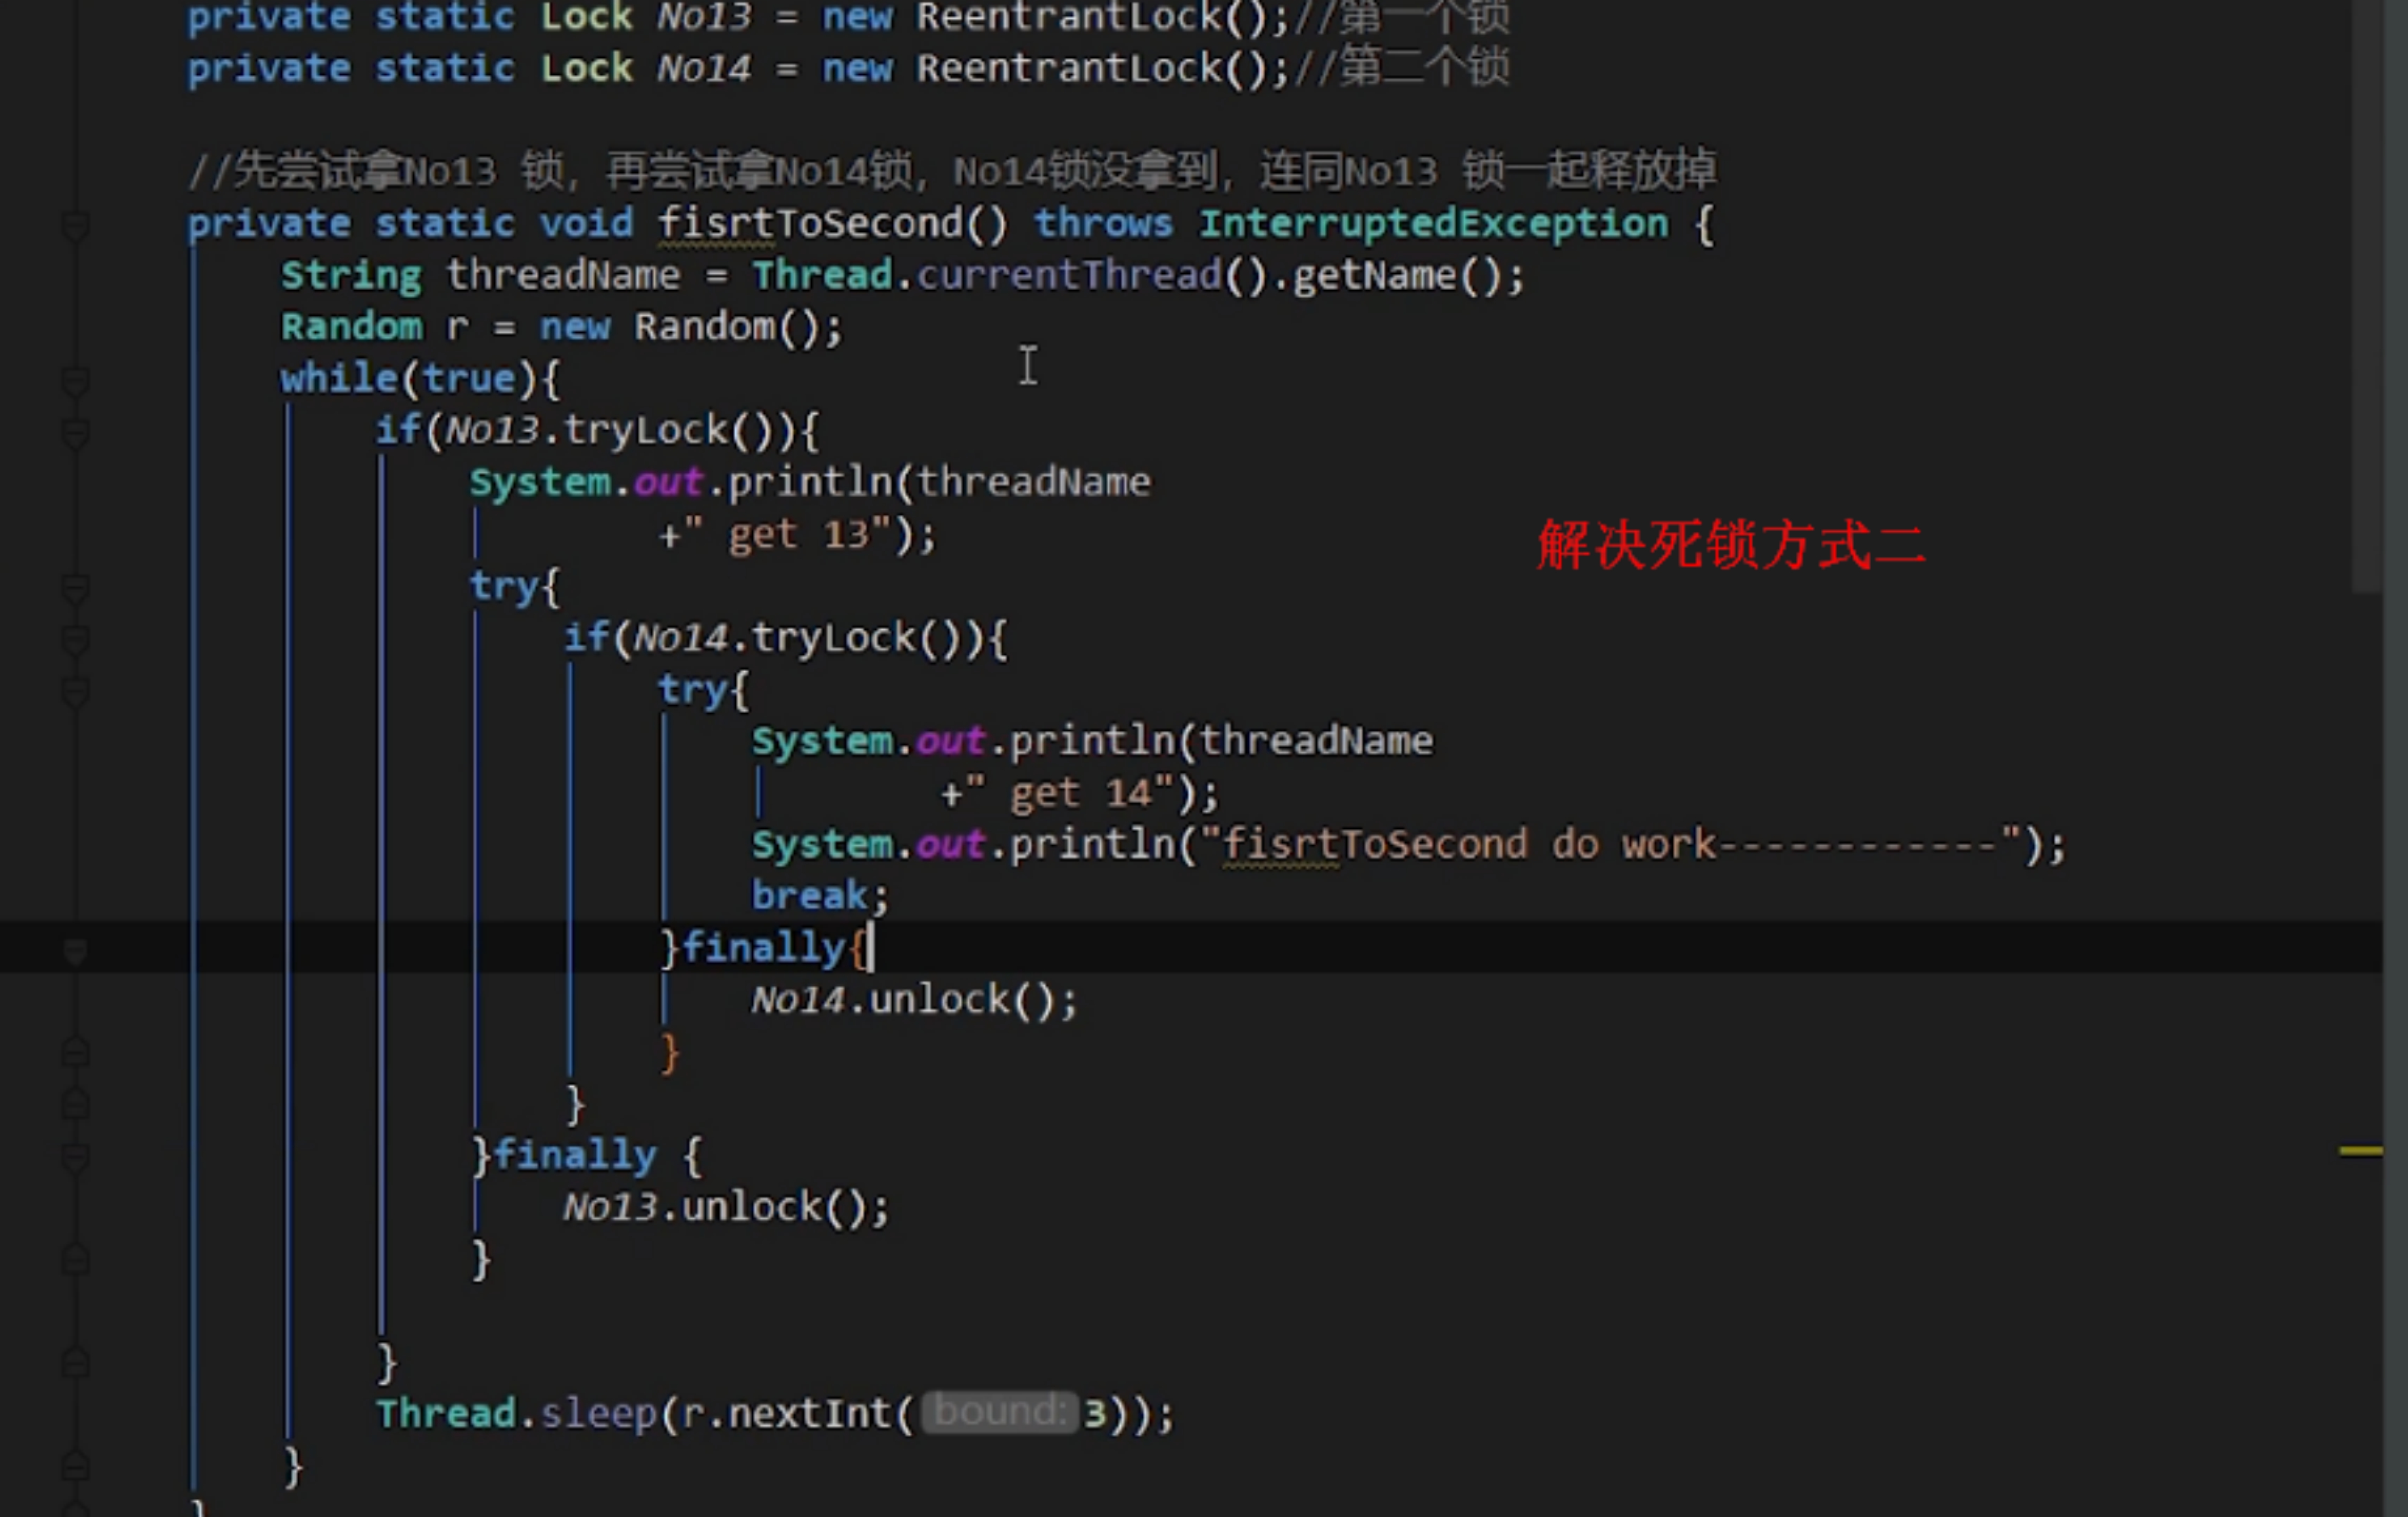 private static Lock No13 = new ReentrantLock();//第一个锁
private static Lock No14 = new ReentrantLock();//第二个锁
//先尝试拿No13 锁，再尝试拿No14锁，No14锁没拿到，连同No13 锁一起释放掉
private static void fisrtToSecond() throws InterruptedException {
String threadName = Thread.currentThread().getName();
Random r = new Random();
while(true){
if(No13.tryLock()){
System.out.println(threadName
+" get 13");
解决死锁方式二
try{
if(No14.tryLock()){
try{
System.out.println(threadName
+" get 14");
System.out.println("fisrtToSecond do work------------");
break;
}finally{
No14.unlock();
}
}
}finally {
No13.unlock();
}
}
Thread.sleep(r.nextInt( bound: 3));
}
}